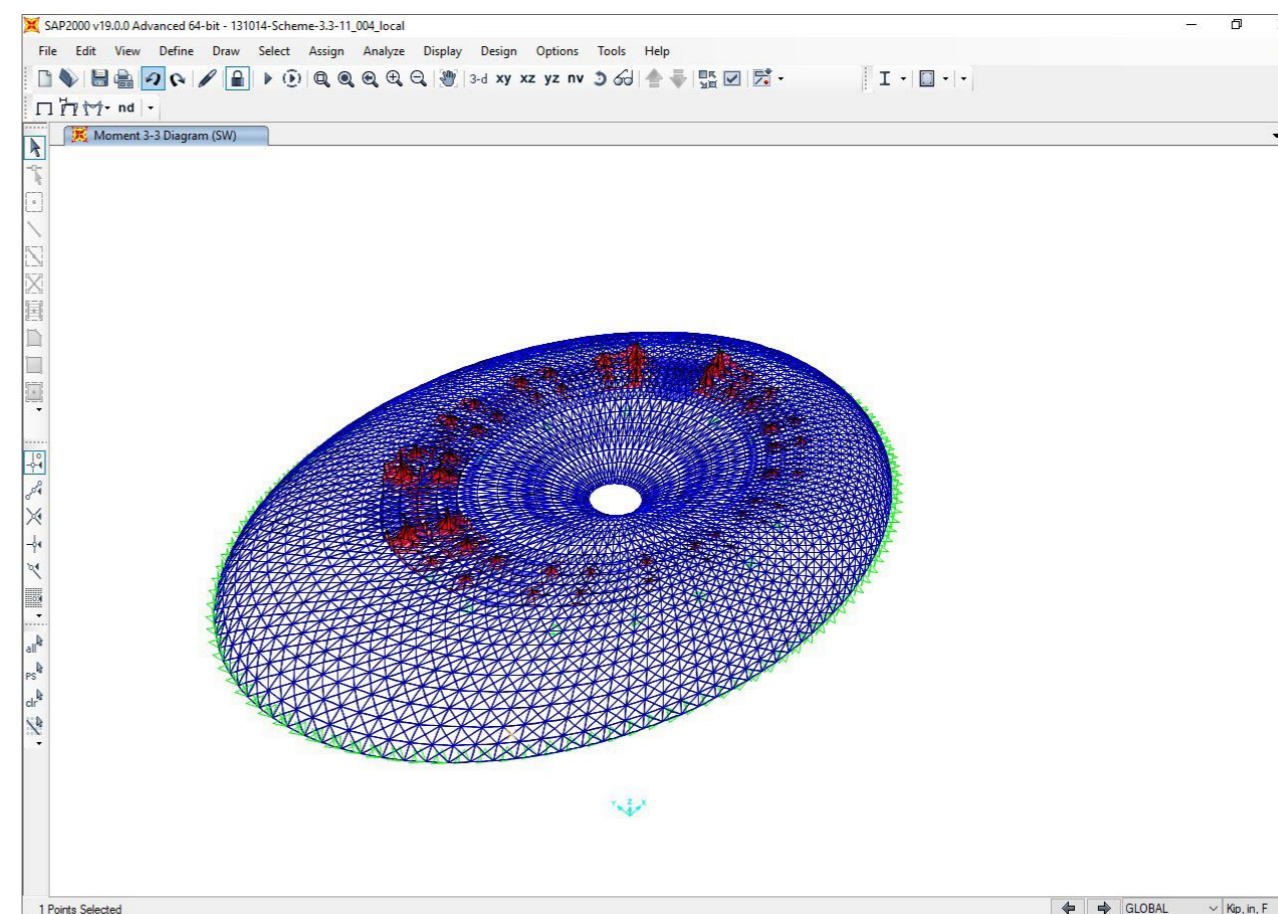 SAP2000 v19.0.0 Advanced 64-bit - 131014-Scheme-3.3-11_004_local
File Edit View Define Draw Select Assign Analyze Display Design Options Tools Help
3-d xy xz yz nv
nd
Moment 3-3 Diagram (SW)
all
PS
clr
Y Z X
1 Points Selected
GLOBAL
Kip, in, F